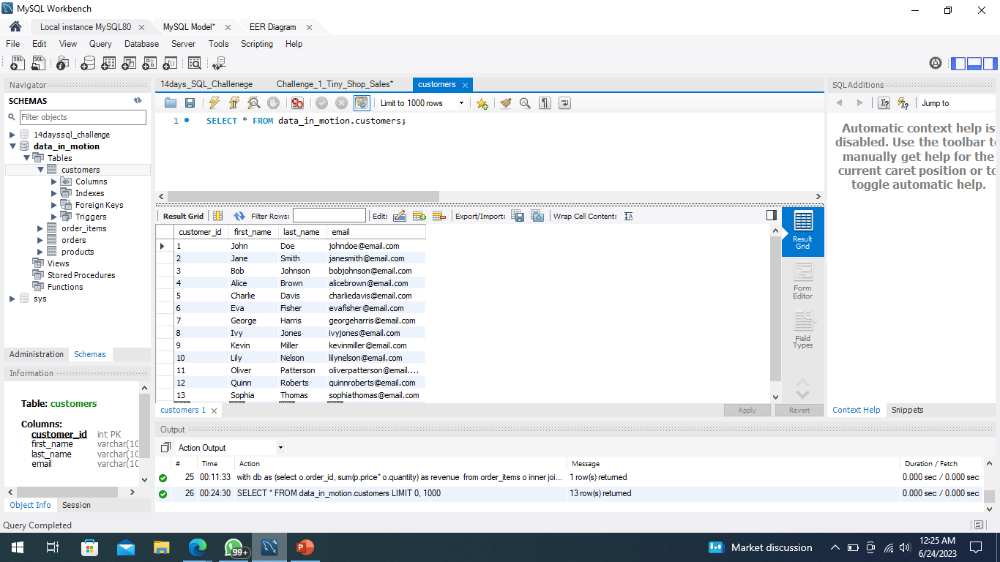 MySQL Workbench
Local instance MySQL80 MySQL Model* EER Diagram
File Edit View Query Database Server Tools Scripting Help
Navigator
SCHEMAS
Filter objects
14dayssql_challenge
data_in_motion
Tables
customers
Columns
Indexes
Foreign Keys
Triggers
order_items
orders
products
Views
Stored Procedures
Functions
sys
Administration Schemas
Information
Table: customers
Columns:
customer_id int PK
first_name varchar(10
last_name varchar(10
email varchar(10
Object Info Session
14days_SQL_Challenege Challenge_1_Tiny_Shop_Sales* customers
Limit to 1000 rows
1 SELECT * FROM data_in_motion.customers;
Result Grid Filter Rows: Edit: Export/Import: Wrap Cell Content:
customer_id first_name last_name email
1 John Doe johndoe@email.com
2 Jane Smith janesmith@email.com
3 Bob Johnson bobjohnson@email.com
4 Alice Brown alicebrown@email.com
5 Charlie Davis charliedavis@email.com
6 Eva Fisher evafisher@email.com
7 George Harris georgeharris@email.com
8 Ivy Jones ivyjones@email.com
9 Kevin Miller kevinmiller@email.com
10 Lily Nelson lilynelson@email.com
11 Oliver Patterson oliverpatterson@email....
12 Quinn Roberts quinnroberts@email.com
13 Sophia Thomas sophiathomas@email.com
Result
Grid
Form
Editor
Field
Types
customers 1 Apply Revert
SQLAdditions
Jump to
Automatic context help is
disabled. Use the toolbar to
manually get help for the
current caret position or to
toggle automatic help.
Context Help Snippets
Output
Action Output
# Time Action Message Duration / Fetch
25 00:11:33 with db as (select o.order_id, sum(p.price* o.quantity) as revenue from order_items o inner joi... 1 row(s) returned 0.000 sec / 0.000 sec
26 00:24:30 SELECT * FROM data_in_motion.customers LIMIT 0, 1000 13 row(s) returned 0.000 sec / 0.000 sec
Query Completed
99+
Market discussion
12:25 AM
6/24/2023